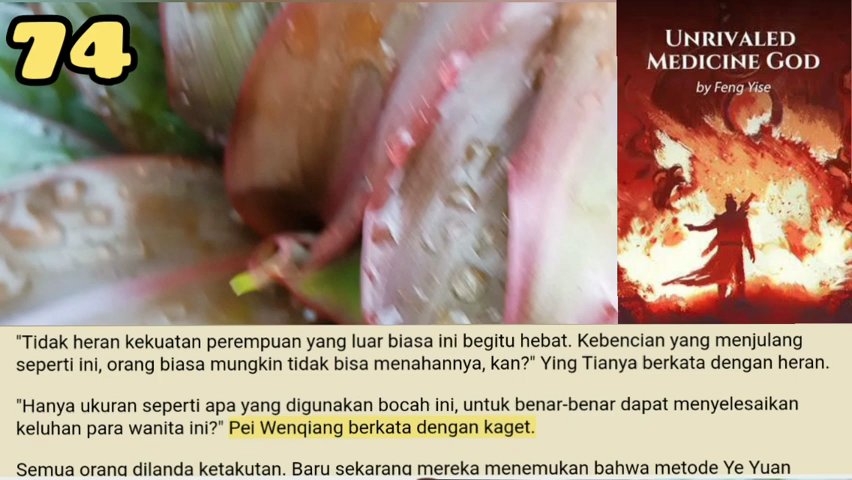 74
UNRIVALED
MEDICINE GOD
by Feng Yise
"Tidak heran kekuatan perempuan yang luar biasa ini begitu hebat. Kebencian yang menjulang
seperti ini, orang biasa mungkin tidak bisa menahannya, kan?" Ying Tianya berkata dengan heran.
"Hanya ukuran seperti apa yang digunakan bocah ini, untuk benar-benar dapat menyelesaikan
keluhan para wanita ini?" Pei Wenqiang berkata dengan kaget.
Semua orang dilanda ketakutan. Baru sekarang mereka menemukan bahwa metode Ye Yuan